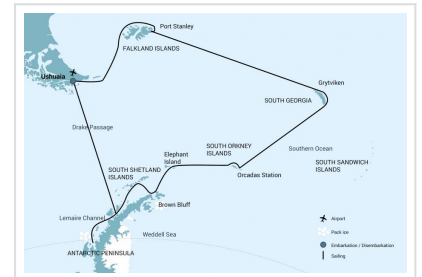 Port Stanley
FALKLAND ISLANDS
Ushuaia
Grytviken
SOUTH GEORGIA
Drake Passage
Elephant
Island
SOUTH ORKNEY
ISLANDS
Southern Ocean
SOUTH SHETLAND
ISLANDS
Orcadas Station
SOUTH SANDWICH
ISLANDS
Brown Bluff
Lemaire Channel
Weddell Sea
ANTARCTIC PENINSULA
Airport
Pack ice
Embarkation / Disembarkation
Sailing